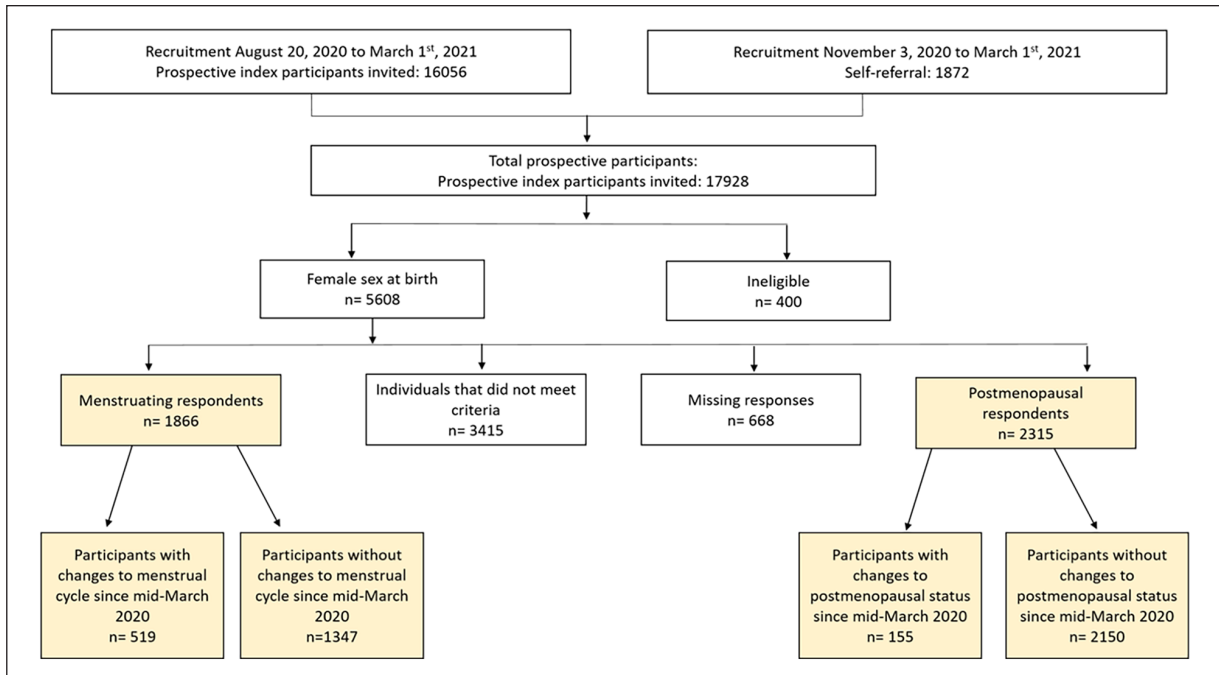 Recruitment August 20, 2020 to March 1st, 2021
Prospective index participants invited: 16056
Recruitment November 3, 2020 to March 1st, 2021
Self-referral: 1872
Total prospective participants:
Prospective index participants invited: 17928
Female sex at birth
n= 5608
Ineligible
n= 400
Menstruating respondents
n= 1866
Individuals that did not meet
criteria
n= 3415
Missing responses
n= 668
Postmenopausal
respondents
n= 2315
Participants with
changes to menstrual
cycle since mid-March
2020
n= 519
Participants without
changes to menstrual
cycle since mid-March
2020
n=1347
Participants with
changes to
postmenopausal status
since mid-March 2020
n= 155
Participants without
changes to
postmenopausal status
since mid-March 2020
n= 2150